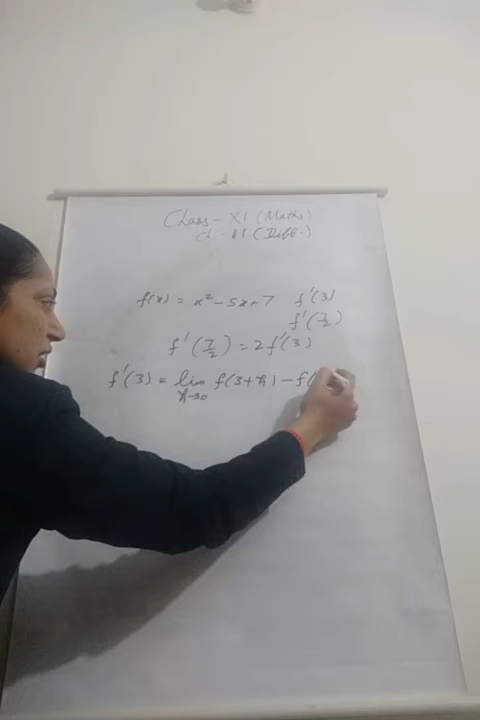 Class - XI (Maths)
Ch - 11 (Diff.)
f(x) = x² - 5x + 7 f'(3)
f'(7/2)
f'(7/2) = 2f'(3)
f'(3) = lim f(3+h) - f(
h→0